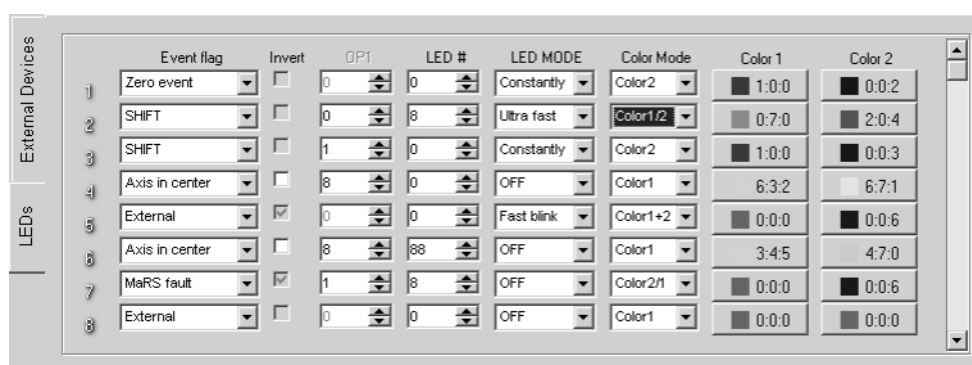 External Devices
LEDs
Event flag Invert OP1 LED # LED MODE Color Mode Color 1 Color 2
1 Zero event 0 0 Constantly Color2 1:0:0 0:0:2
2 SHIFT 0 8 Ultra fast Color1/2 0:7:0 2:0:4
3 SHIFT 1 0 Constantly Color2 1:0:0 0:0:3
4 Axis in center 8 0 OFF Color1 6:3:2 6:7:1
5 External 0 0 Fast blink Color1+2 0:0:0 0:0:6
6 Axis in center 8 88 OFF Color1 3:4:5 4:7:0
7 MaRS fault 1 8 OFF Color2/1 0:0:0 0:0:6
8 External 0 0 OFF Color1 0:0:0 0:0:0